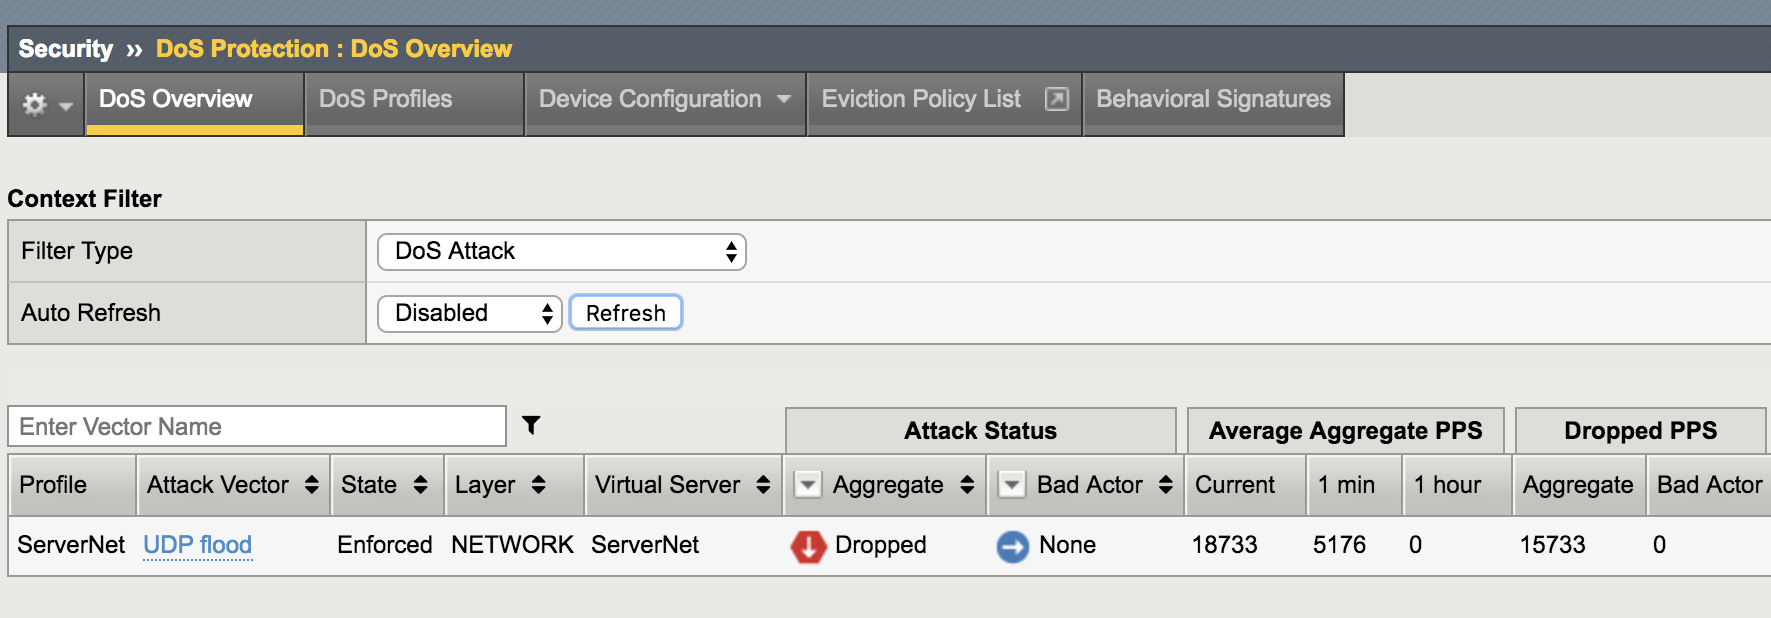 Security » DoS Protection : DoS Overview
DoS Overview DoS Profiles Device Configuration Eviction Policy List Behavioral Signatures
Context Filter
Filter Type DoS Attack
Auto Refresh Disabled Refresh
Enter Vector Name Attack Status Average Aggregate PPS Dropped PPS
Profile Attack Vector State Layer Virtual Server Aggregate Bad Actor Current 1 min 1 hour Aggregate Bad Actor
ServerNet UDP flood Enforced NETWORK ServerNet Dropped None 18733 5176 0 15733 0